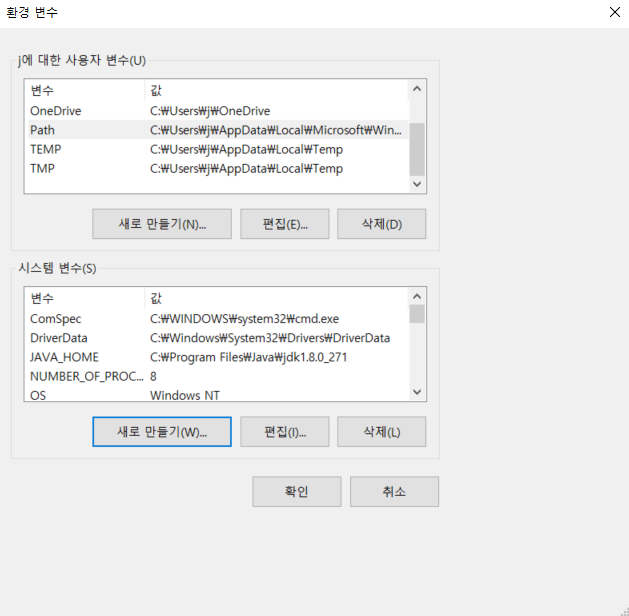 환경 변수
j에 대한 사용자 변수(U)
변수 값
OneDrive C:₩Users₩j₩OneDrive
Path C:₩Users₩j₩AppData₩Local₩Microsoft₩Win...
TEMP C:₩Users₩j₩AppData₩Local₩Temp
TMP C:₩Users₩j₩AppData₩Local₩Temp
새로 만들기(N)... 편집(E)... 삭제(D)
시스템 변수(S)
변수 값
ComSpec C:₩WINDOWS₩system32₩cmd.exe
DriverData C:₩Windows₩System32₩Drivers₩DriverData
JAVA_HOME C:₩Program Files₩Java₩jdk1.8.0_271
NUMBER_OF_PROC... 8
OS Windows NT
새로 만들기(W)... 편집(I)... 삭제(L)
확인 취소